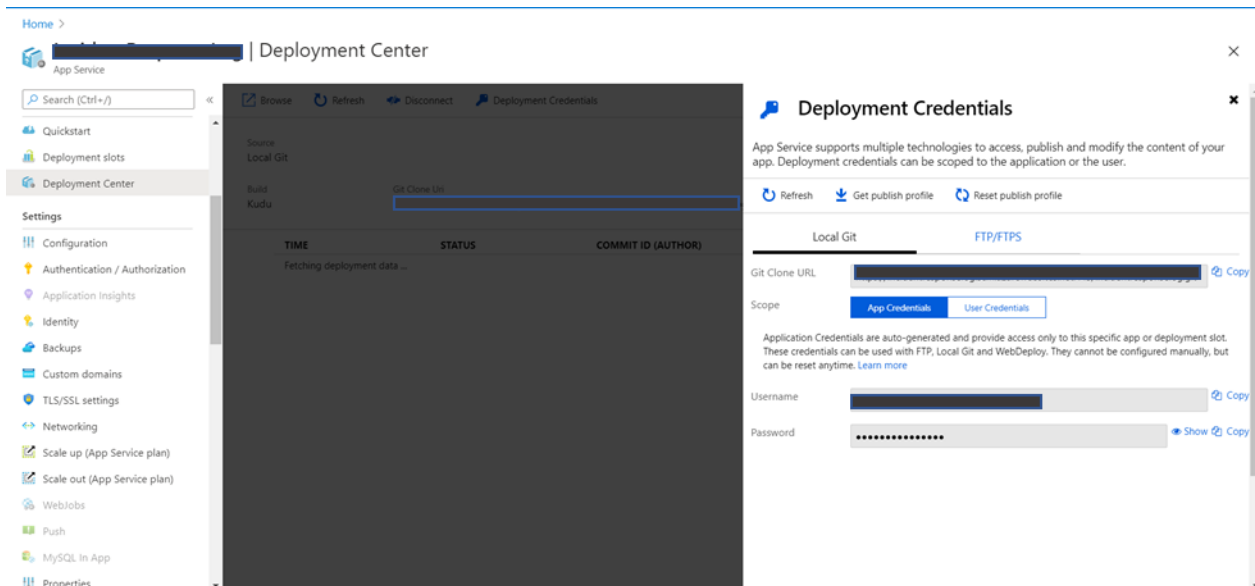 Home >
| Deployment Center
App Service
Search (Ctrl+/)
Quickstart
Deployment slots
Deployment Center
Settings
Configuration
Authentication / Authorization
Application Insights
Identity
Backups
Custom domains
TLS/SSL settings
Networking
Scale up (App Service plan)
Scale out (App Service plan)
WebJobs
Push
MySQL In App
Properties
Browse Refresh Disconnect Deployment Credentials
Source
Local Git
Build Git Clone Uri
Kudu
TIME STATUS COMMIT ID (AUTHOR)
Fetching deployment data ...
Deployment Credentials
App Service supports multiple technologies to access, publish and modify the content of your
app. Deployment credentials can be scoped to the application or the user.
Refresh Get publish profile Reset publish profile
Local Git FTP/FTPS
Git Clone URL Copy
Scope App Credentials User Credentials
Application Credentials are auto-generated and provide access only to this specific app or deployment slot.
These credentials can be used with FTP, Local Git and WebDeploy. They cannot be configured manually, but
can be reset anytime. Learn more
Username Copy
Password ••••••••••••••• Show Copy